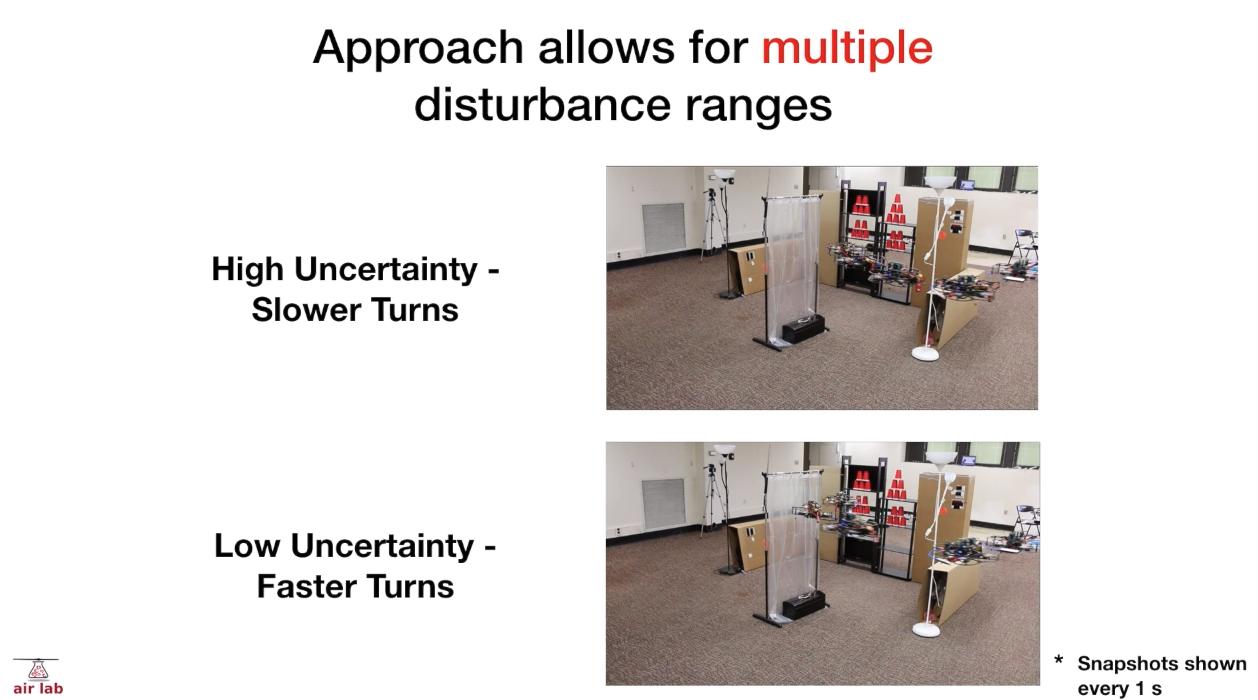 Approach allows for multiple
disturbance ranges
High Uncertainty -
Slower Turns
Low Uncertainty -
Faster Turns
* Snapshots shown
every 1 s
air lab